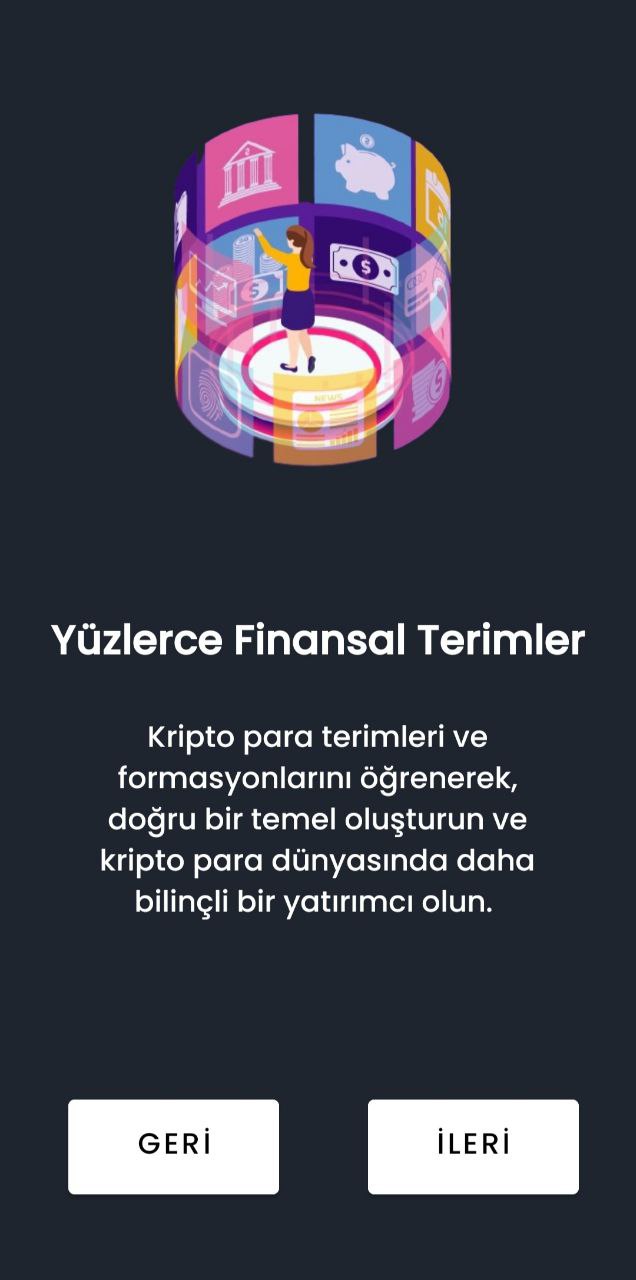 NEWS
Yüzlerce Finansal Terimler
Kripto para terimleri ve
formasyonlarını öğrenerek,
doğru bir temel oluşturun ve
kripto para dünyasında daha
bilinçli bir yatırımcı olun.
GERİ
İLERİ